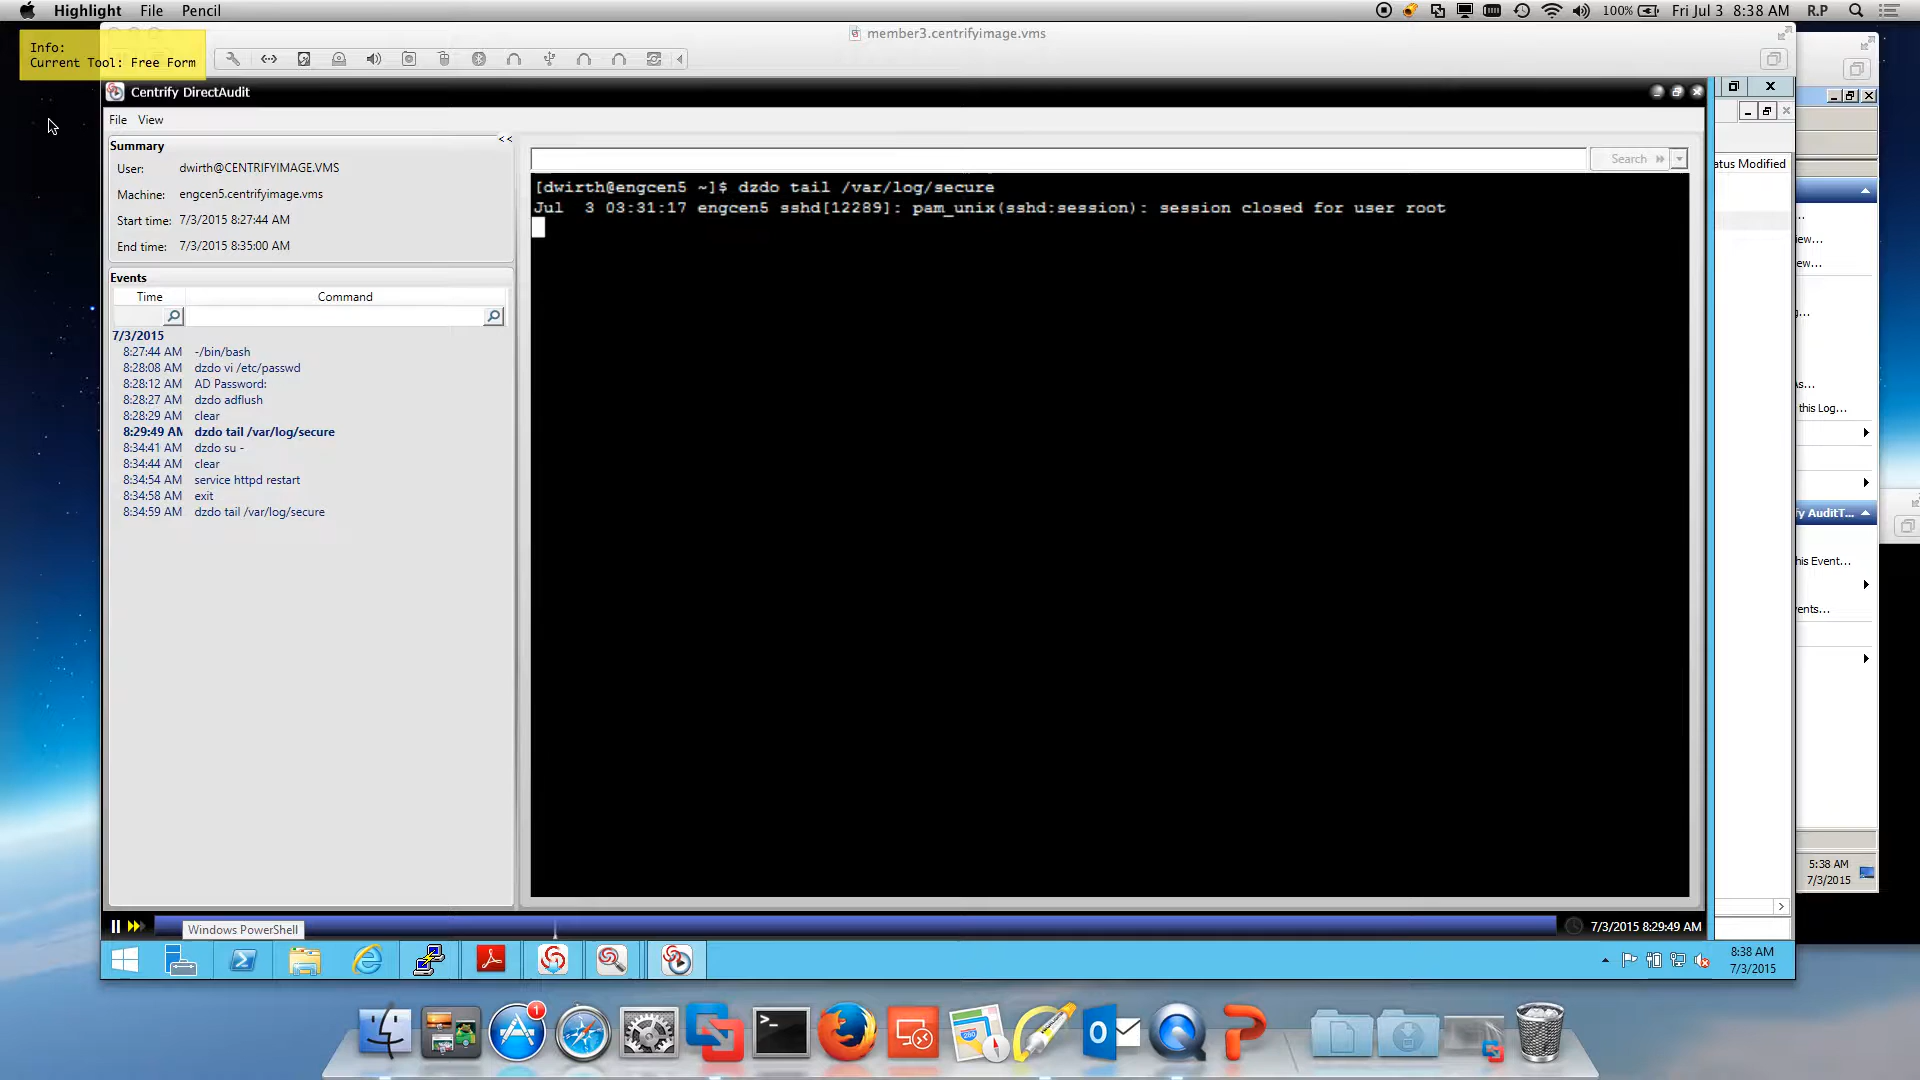 Highlight File Pencil
100% Fri Jul 3 8:38 AM R.P
Info:
Current Tool: Free Form
member3.centrifyimage.vms
Centrify DirectAudit
File View
Summary
<<
User: dwirth@CENTRIFYIMAGE.VMS
Machine: engcen5.centrifyimage.vms
Start time: 7/3/2015 8:27:44 AM
End time: 7/3/2015 8:35:00 AM
Events
Time Command
7/3/2015
8:27:44 AM -/bin/bash
8:28:08 AM dzdo vi /etc/passwd
8:28:12 AM AD Password:
8:28:27 AM dzdo adflush
8:28:29 AM clear
8:29:49 AM dzdo tail /var/log/secure
8:34:41 AM dzdo su -
8:34:44 AM clear
8:34:54 AM service httpd restart
8:34:58 AM exit
8:34:59 AM dzdo tail /var/log/secure
Search
[dwirth@engcen5 ~]$ dzdo tail /var/log/secure
Jul  3 03:31:17 engcen5 sshd[12289]: pam_unix(sshd:session): session closed for user root
atus Modified
...
iew...
ew...
g...
As...
this Log...
fy AuditT...
his Event...
vents...
5:38 AM
7/3/2015
Windows PowerShell
7/3/2015 8:29:49 AM
8:38 AM
7/3/2015
1